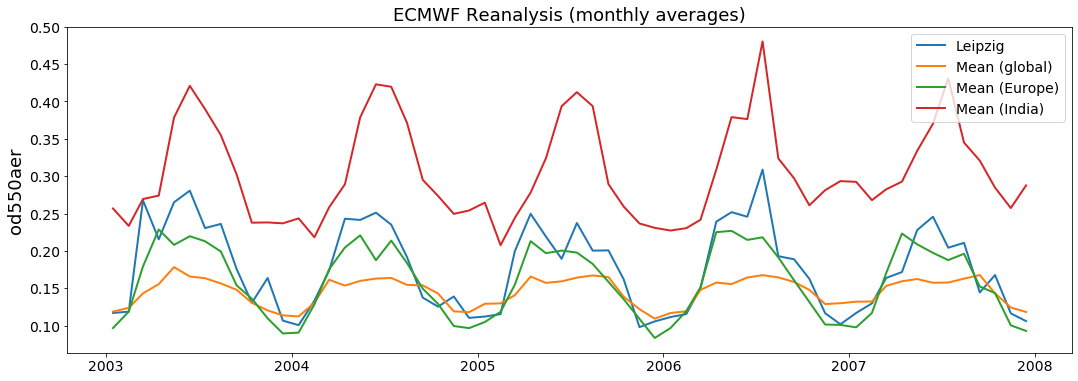 ECMWF Reanalysis (monthly averages)
od550aer
0.50
0.45
0.40
0.35
0.30
0.25
0.20
0.15
0.10
Leipzig
Mean (global)
Mean (Europe)
Mean (India)
2003 2004 2005 2006 2007 2008